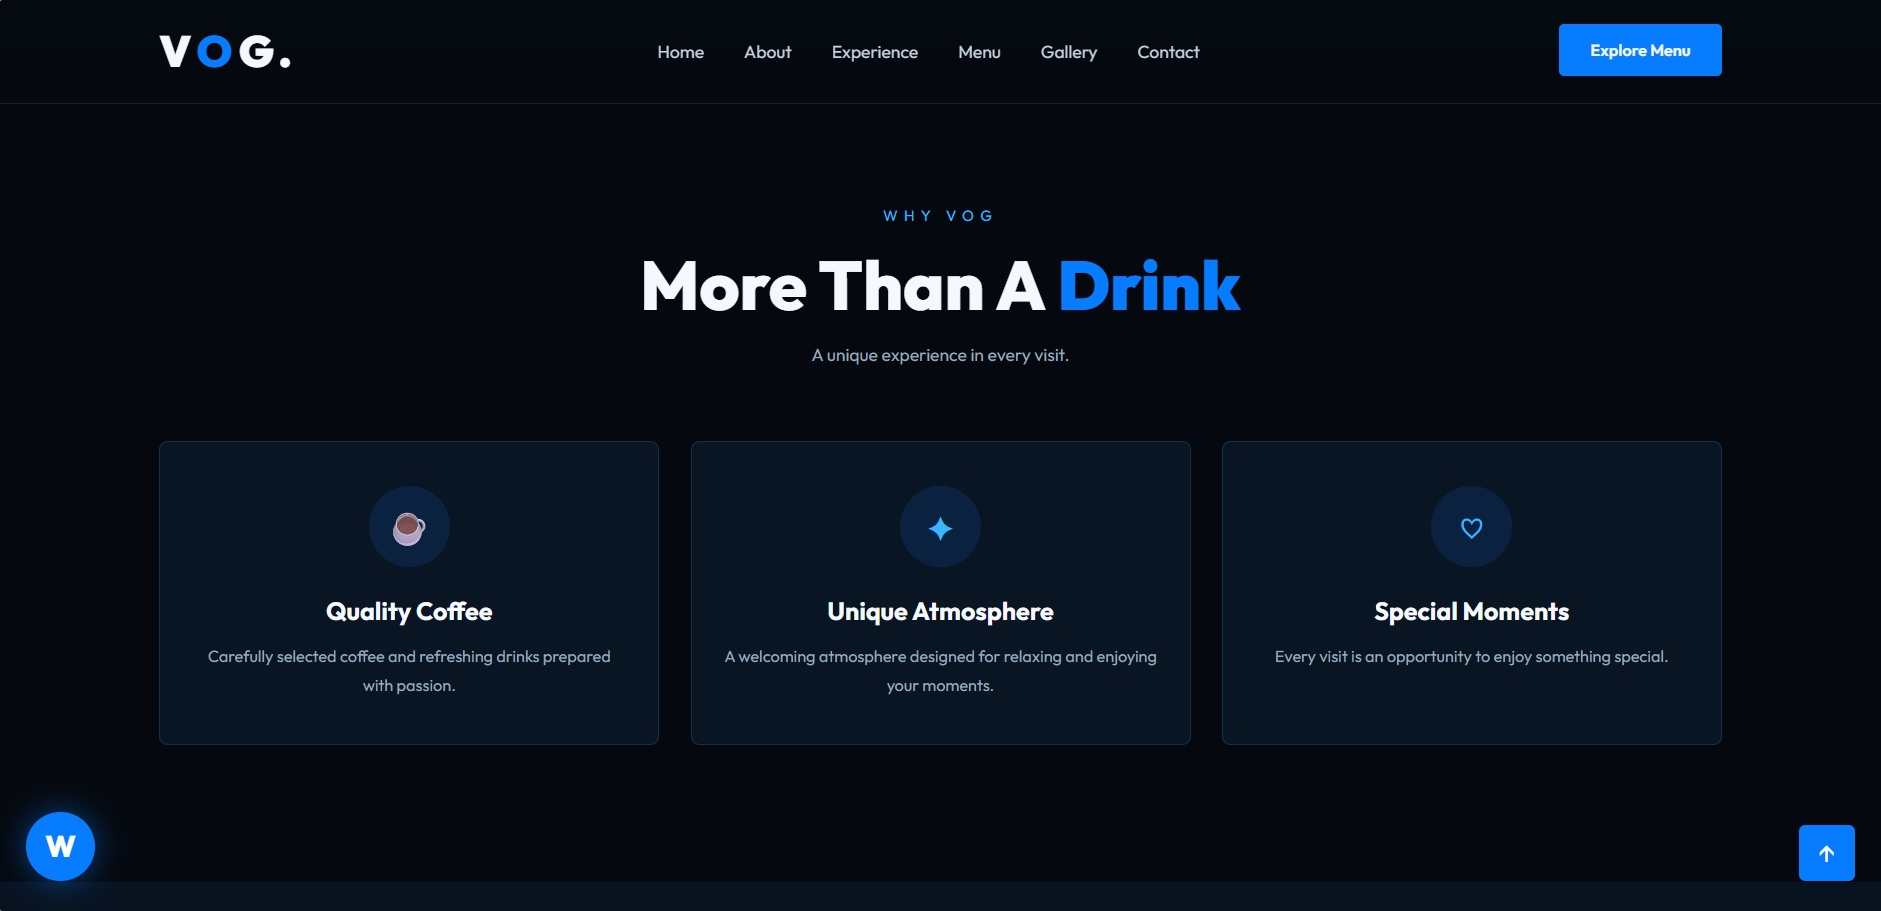 VOG.
Home
About
Experience
Menu
Gallery
Contact
Explore Menu
WHY VOG
More Than A Drink
A unique experience in every visit.
Quality Coffee
Carefully selected coffee and refreshing drinks prepared
with passion.
Unique Atmosphere
A welcoming atmosphere designed for relaxing and enjoying
your moments.
Special Moments
Every visit is an opportunity to enjoy something special.
W